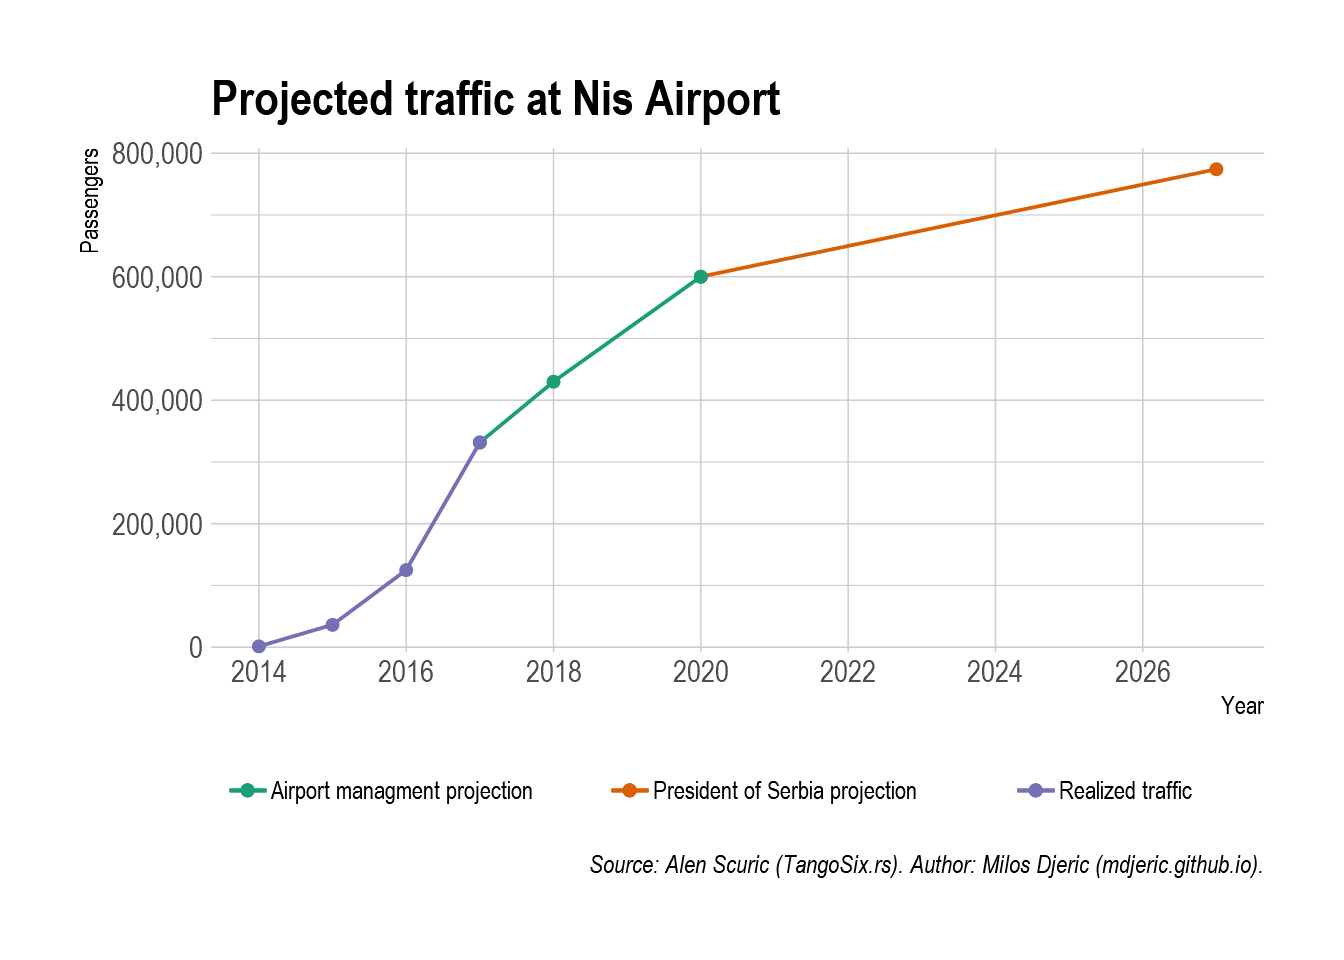 Projected traffic at Nis Airport
Passengers
800,000
600,000
400,000
200,000
0
2014 2016 2018 2020 2022 2024 2026
Year
Airport managment projection President of Serbia projection Realized traffic
Source: Alen Scuric (TangoSix.rs). Author: Milos Djeric (mdjeric.github.io).